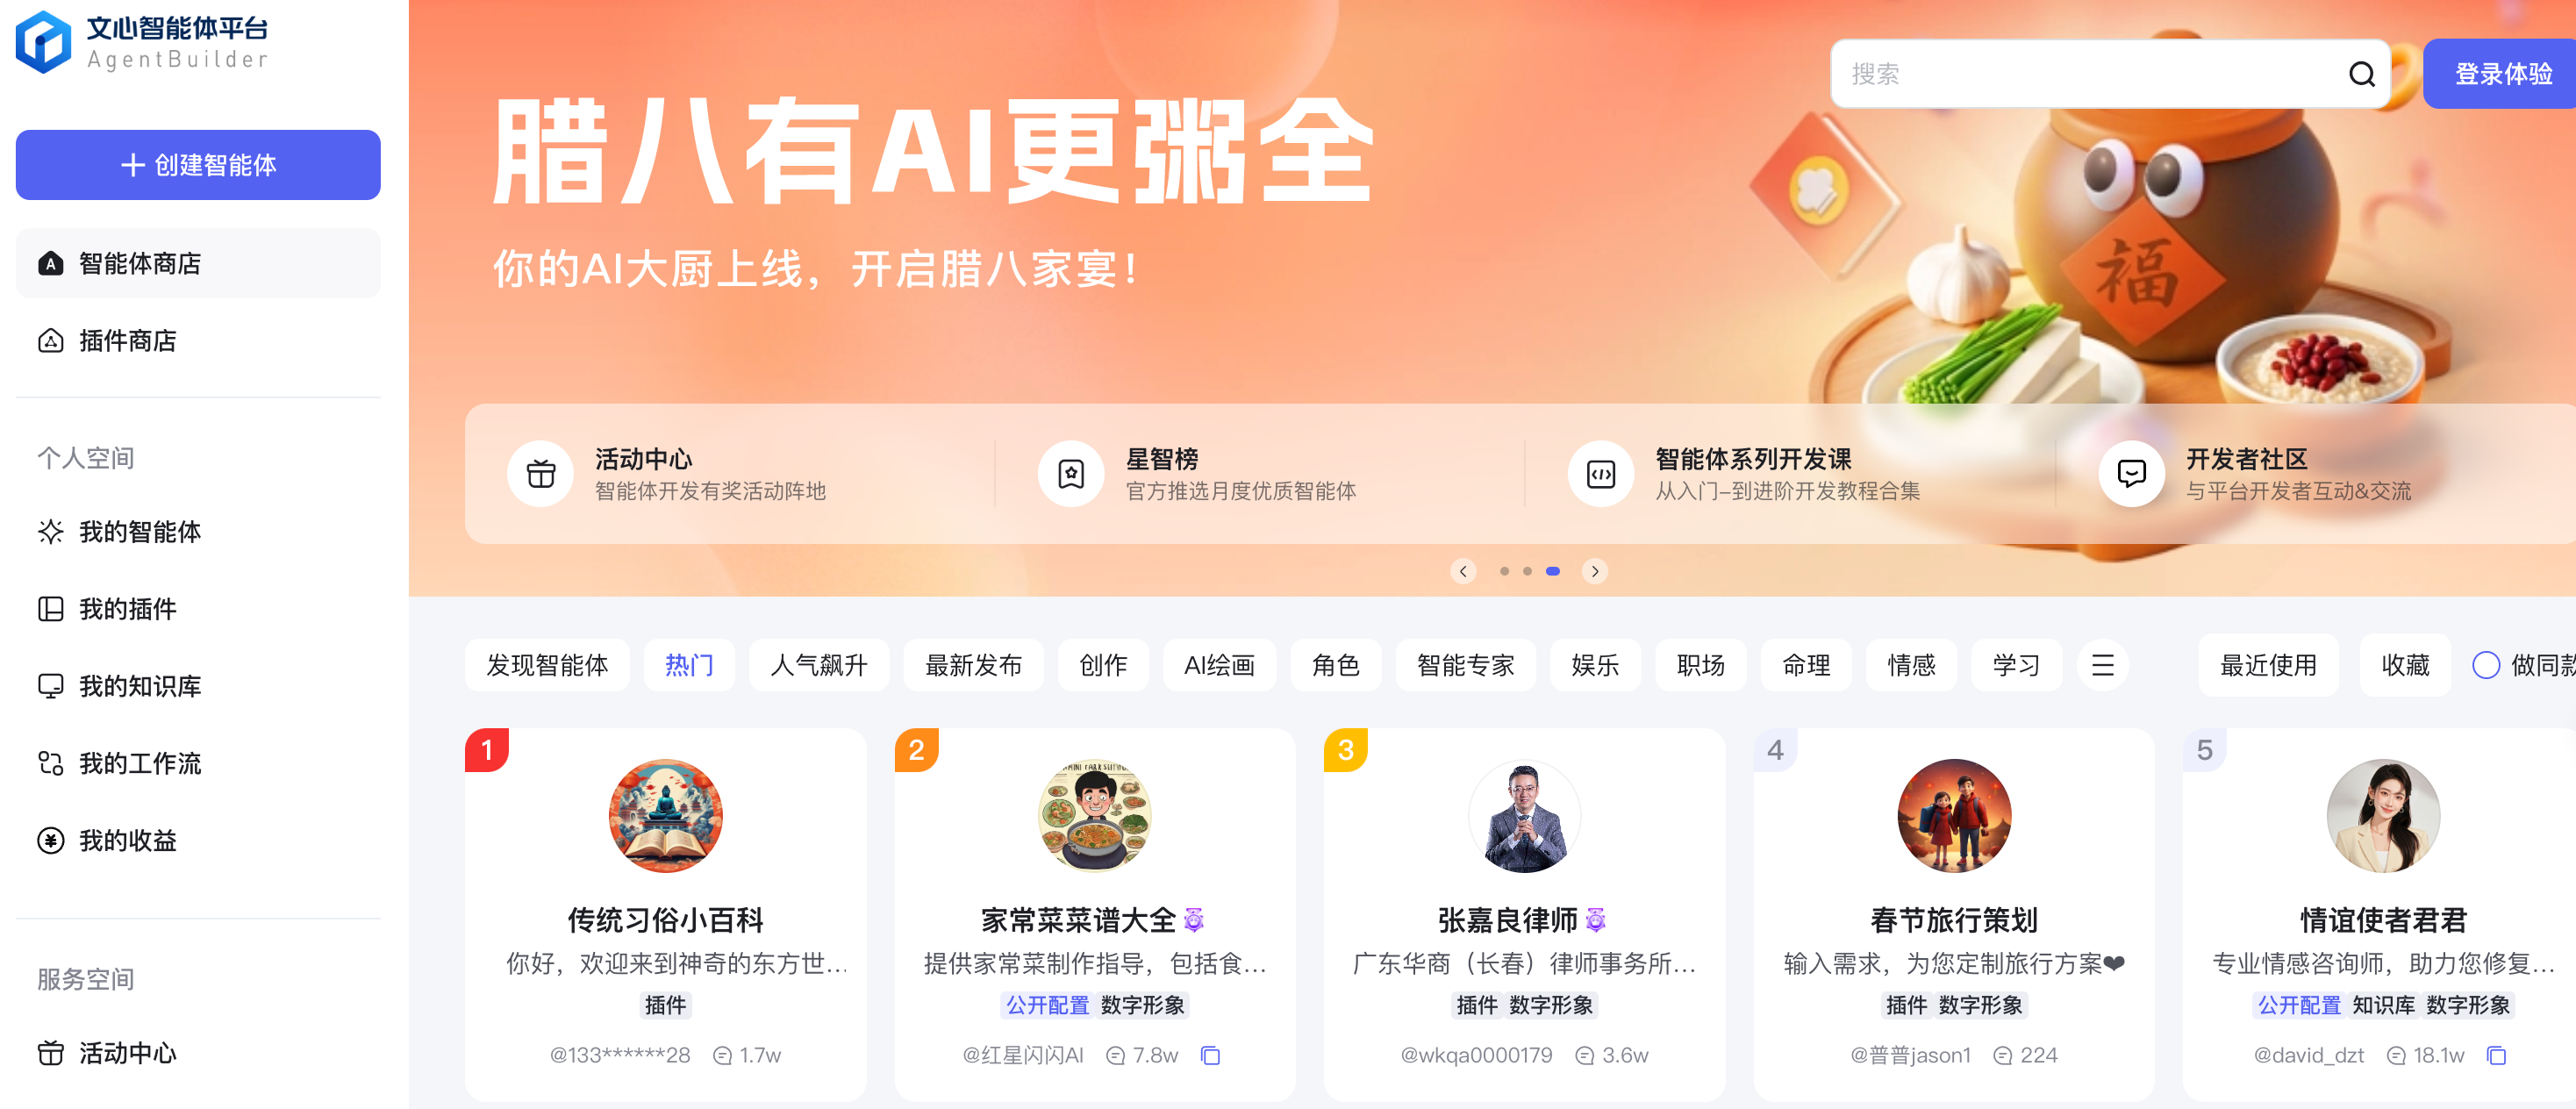 文心智能体平台
AgentBuilder
创建智能体
智能体商店
插件商店
个人空间
我的智能体
我的插件
我的知识库
我的工作流
我的收益
服务空间
活动中心
搜索
登录体验
腊八有AI更粥全
你的AI大厨上线，开启腊八家宴！
福
活动中心
智能体开发有奖活动阵地
星智榜
官方推选月度优质智能体
智能体系列开发课
从入门-到进阶开发教程合集
开发者社区
与平台开发者互动&交流
发现智能体 热门 人气飙升 最新发布 创作 AI绘画 角色 智能专家 娱乐 职场 命理 情感 学习 最近使用 收藏 做同款
1
传统习俗小百科
你好，欢迎来到神奇的东方世...
插件
@133******28 1.7w
2
家常菜菜谱大全
提供家常菜制作指导，包括食...
公开配置 数字形象
@红星闪闪AI 7.8w
3
张嘉良律师
广东华商（长春）律师事务所...
插件 数字形象
@wkqa0000179 3.6w
4
春节旅行策划
输入需求，为您定制旅行方案❤
插件 数字形象
@普普jason1 224
5
情谊使者君君
专业情感咨询师，助力您修复...
公开配置 知识库 数字形象
@david_dzt 18.1w